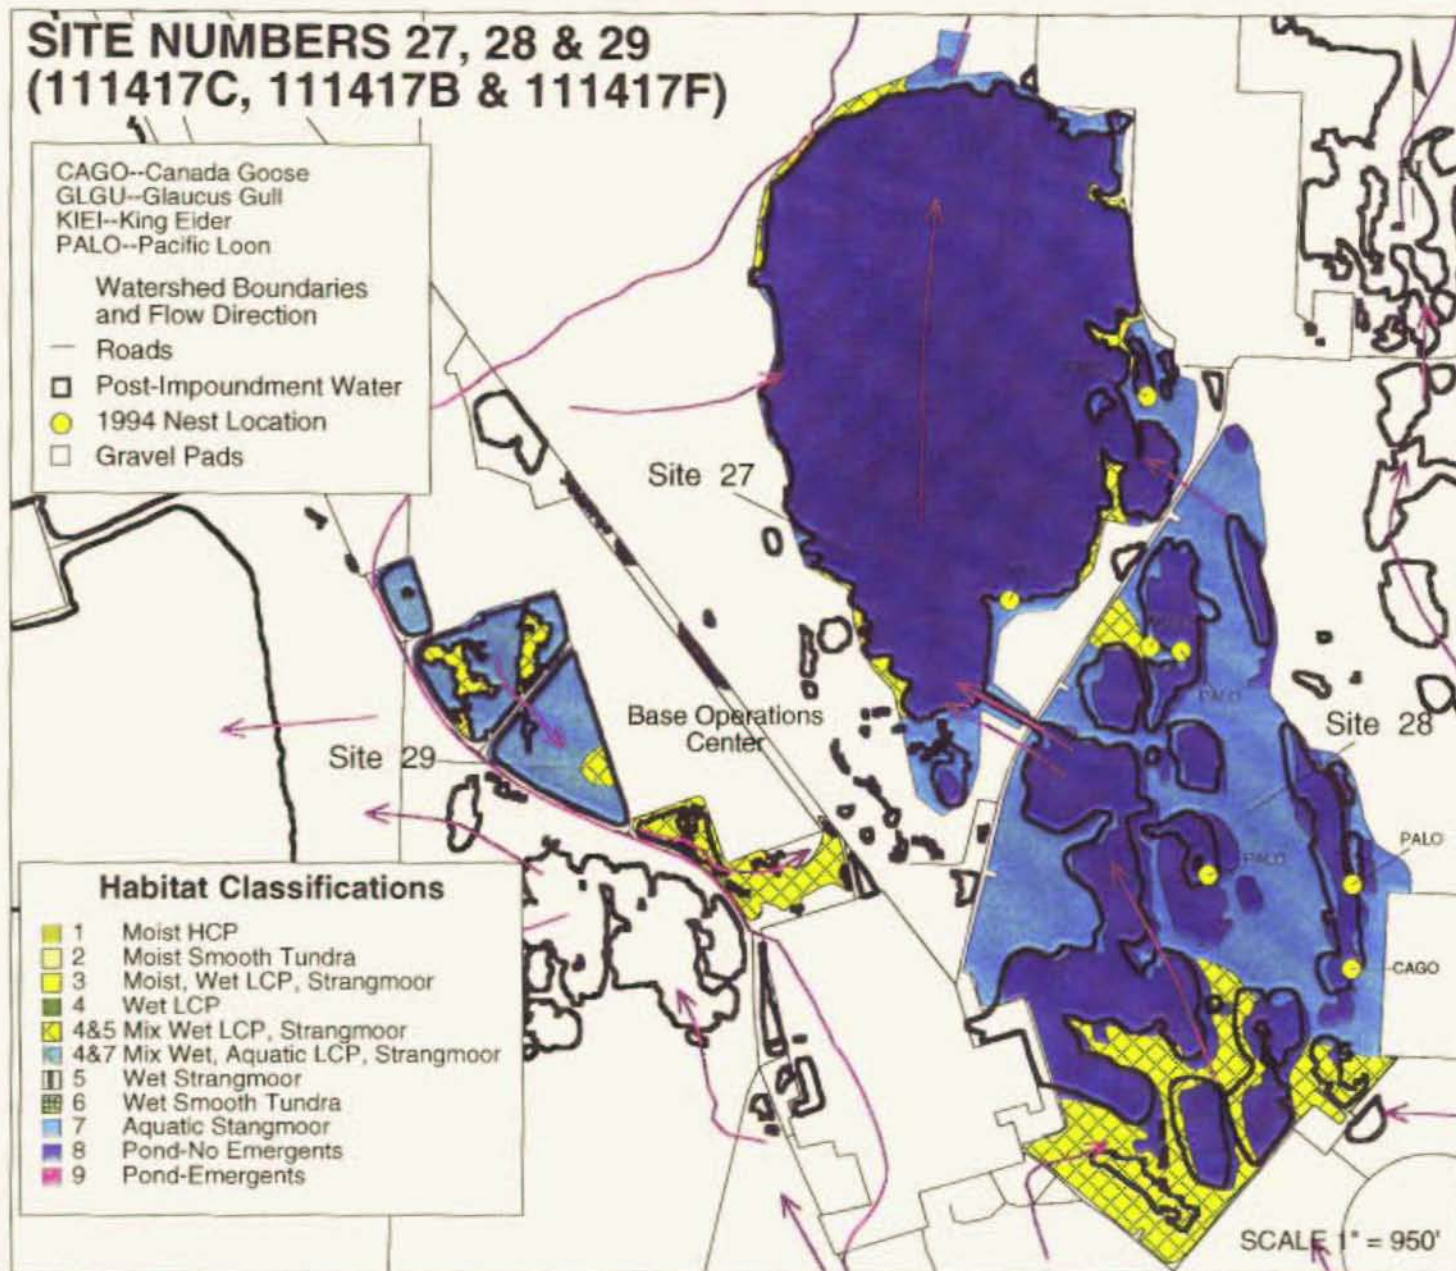 SITE NUMBERS 27, 28 & 29
(111417C, 111417B & 111417F)
CAGO--Canada Goose
GLGU--Glaucus Gull
KIEI--King Eider
PALO--Pacific Loon
Watershed Boundaries
and Flow Direction
Roads
Post-Impoundment Water
1994 Nest Location
Gravel Pads
Site 27
Base Operations
Center
Site 29
Site 28
PALO
PALO
PALO
CAGO
Habitat Classifications
1 Moist HCP
2 Moist Smooth Tundra
3 Moist, Wet LCP, Strangmoor
4 Wet LCP
4&5 Mix Wet LCP, Strangmoor
4&7 Mix Wet, Aquatic LCP, Strangmoor
5 Wet Strangmoor
6 Wet Smooth Tundra
7 Aquatic Stangmoor
8 Pond-No Emergents
9 Pond-Emergents
SCALE 1" = 950'